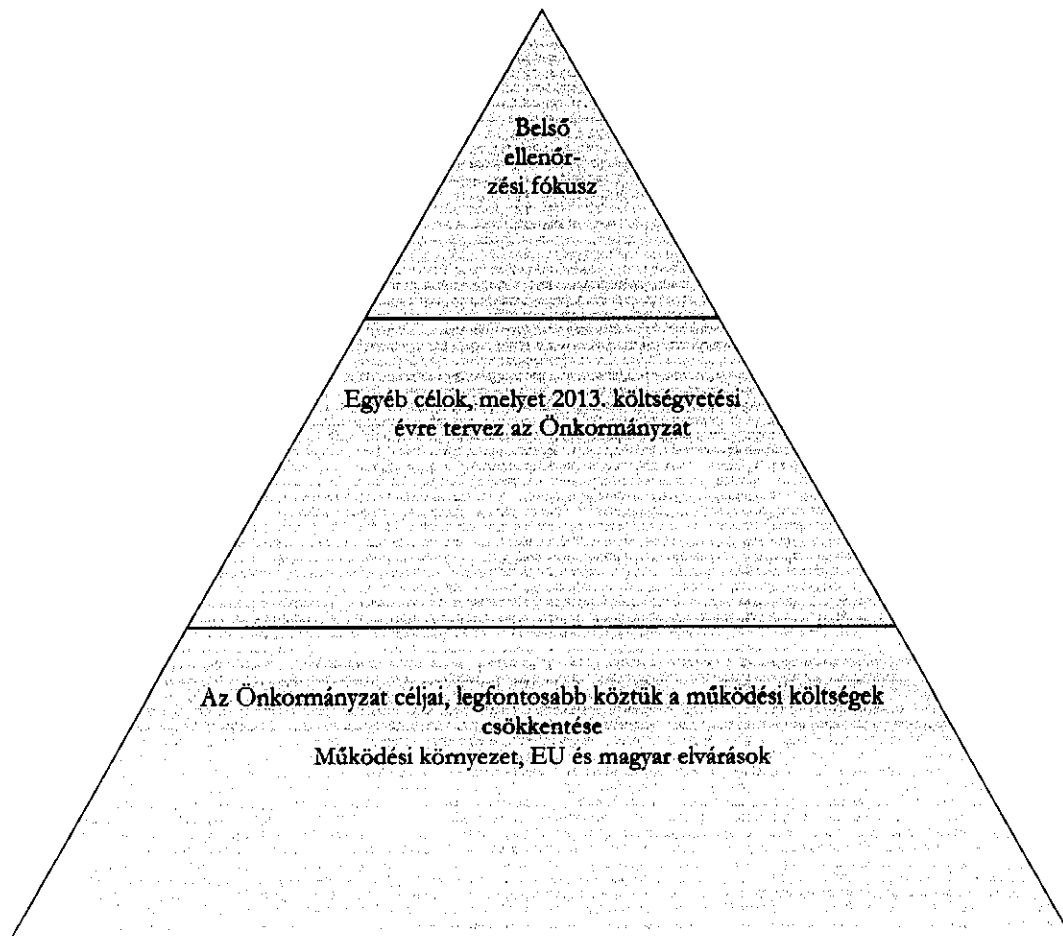 Belső
ellenőr-
zési fókusz
Egyéb célok, melyet 2013. költségvetési
évre tervez az Önkormányzat
Az Önkormányzat céljai, legfontosabb köztük a működési költségek
csökkentése
Működési környezet, EU és magyar elvárások